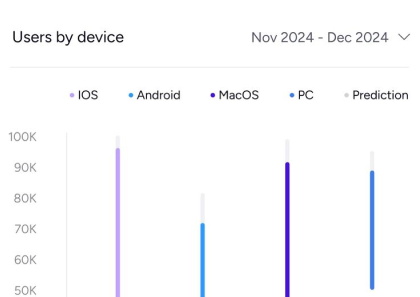 Users by device
Nov 2024 - Dec 2024
IOS Android MacOS PC Prediction
100K
90K
80K
70K
60K
50K